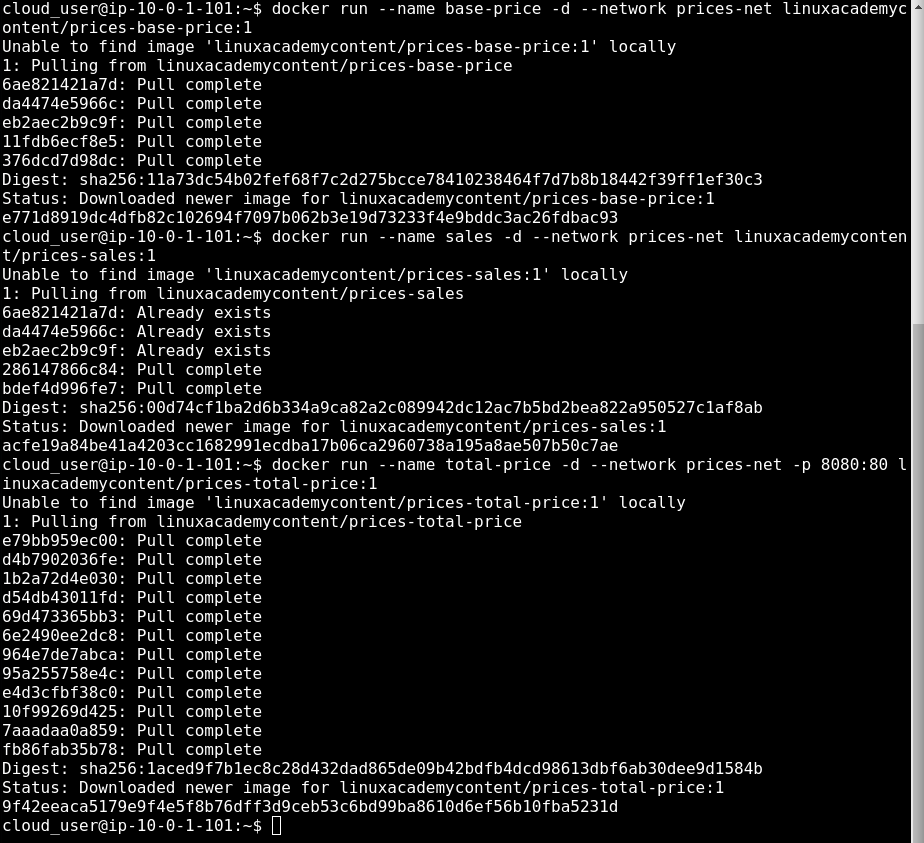 cloud_user@ip-10-0-1-101:~$ docker run --name base-price -d --network prices-net linuxacademyc
ontent/prices-base-price:1
Unable to find image 'linuxacademycontent/prices-base-price:1' locally
1: Pulling from linuxacademycontent/prices-base-price
6ae821421a7d: Pull complete
da4474e5966c: Pull complete
eb2aec2b9c9f: Pull complete
11fdb6ecf8e5: Pull complete
376dcd7d98dc: Pull complete
Digest: sha256:11a73dc54b02fef68f7c2d275bcce78410238464f7d7b8b18442f39ff1ef30c3
Status: Downloaded newer image for linuxacademycontent/prices-base-price:1
e771d8919dc4dfb82c102694f7097b062b3e19d73233f4e9bddc3ac26fdbac93
cloud_user@ip-10-0-1-101:~$ docker run --name sales -d --network prices-net linuxacademyconten
t/prices-sales:1
Unable to find image 'linuxacademycontent/prices-sales:1' locally
1: Pulling from linuxacademycontent/prices-sales
6ae821421a7d: Already exists
da4474e5966c: Already exists
eb2aec2b9c9f: Already exists
286147866c84: Pull complete
bdef4d996fe7: Pull complete
Digest: sha256:00d74cf1ba2d6b334a9ca82a2c089942dc12ac7b5bd2bea822a950527c1af8ab
Status: Downloaded newer image for linuxacademycontent/prices-sales:1
acfe19a84be41a4203cc1682991ecdba17b06ca2960738a195a8ae507b50c7ae
cloud_user@ip-10-0-1-101:~$ docker run --name total-price -d --network prices-net -p 8080:80 l
inuxacademycontent/prices-total-price:1
Unable to find image 'linuxacademycontent/prices-total-price:1' locally
1: Pulling from linuxacademycontent/prices-total-price
e79bb959ec00: Pull complete
d4b7902036fe: Pull complete
1b2a72d4e030: Pull complete
d54db43011fd: Pull complete
69d473365bb3: Pull complete
6e2490ee2dc8: Pull complete
964e7de7abca: Pull complete
95a255758e4c: Pull complete
e4d3cfbf38c0: Pull complete
10f99269d425: Pull complete
7aaadaa0a859: Pull complete
fb86fab35b78: Pull complete
Digest: sha256:1aced9f7b1ec8c28d432dad865de09b42bdfb4dcd98613dbf6ab30dee9d1584b
Status: Downloaded newer image for linuxacademycontent/prices-total-price:1
9f42eeaca5179e9f4e5f8b76dff3d9ceb53c6bd99ba8610d6ef56b10fba5231d
cloud_user@ip-10-0-1-101:~$